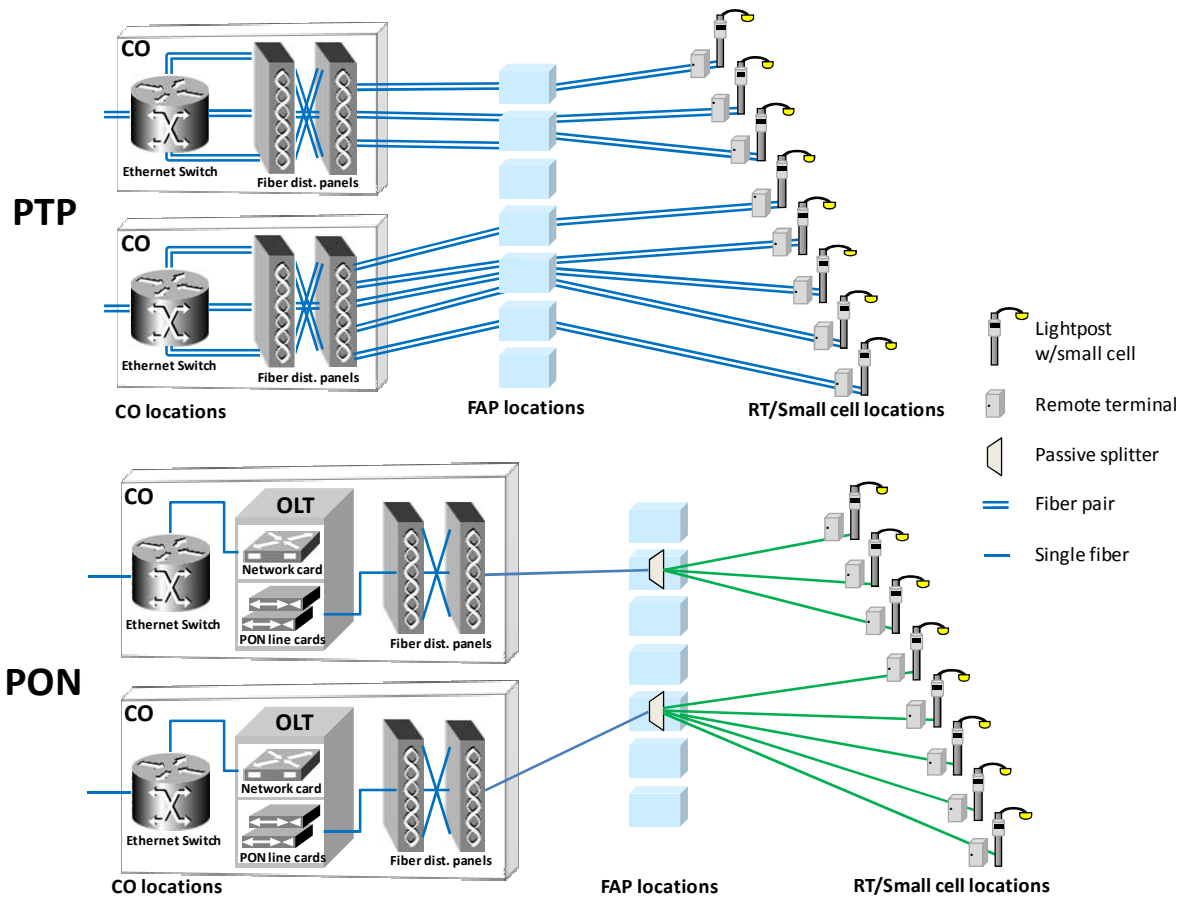 CO
Ethernet Switch
Fiber dist. panels
PTP
CO
Ethernet Switch
Fiber dist. panels
CO locations
FAP locations
RT/Small cell locations
Lightpost
w/small cell
Remote terminal
Passive splitter
Fiber pair
Single fiber
CO
OLT
Network card
Ethernet Switch
PON line cards
Fiber dist. panels
PON
CO
OLT
Network card
Ethernet Switch
PON line cards
Fiber dist. panels
CO locations
FAP locations
RT/Small cell locations